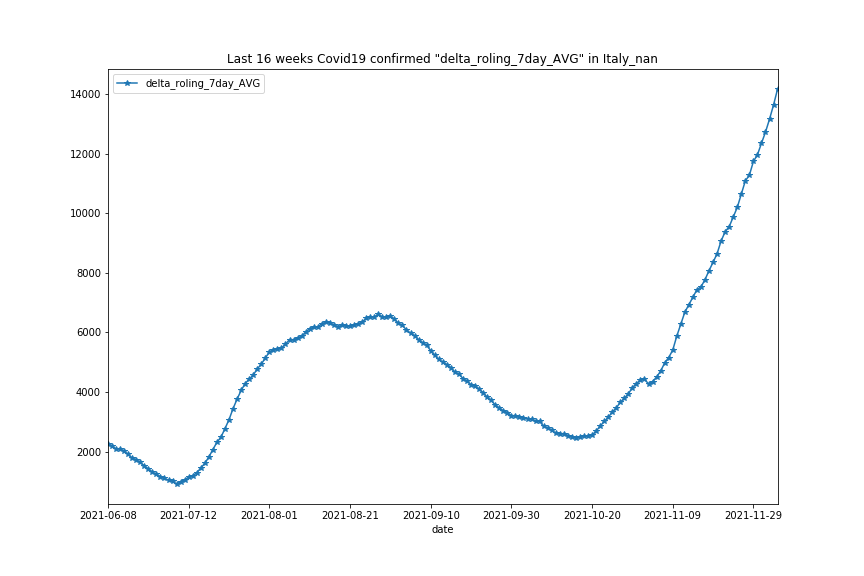 Last 16 weeks Covid19 confirmed "delta_roling_7day_AVG" in Italy_nan
delta_roling_7day_AVG
14000
12000
10000
8000
6000
4000
2000
2021-06-08 2021-07-12 2021-08-01 2021-08-21 2021-09-10 2021-09-30 2021-10-20 2021-11-09 2021-11-29
date